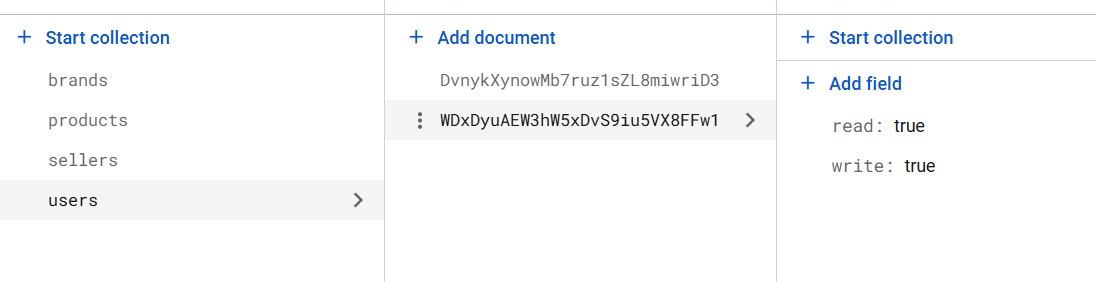 Start collection
brands
products
sellers
users
Add document
DvnykXynowMb7ruz1sZL8miwriD3
WDxDyuAEW3hW5xDvS9iu5VX8FFw1
Start collection
Add field
read: true
write: true